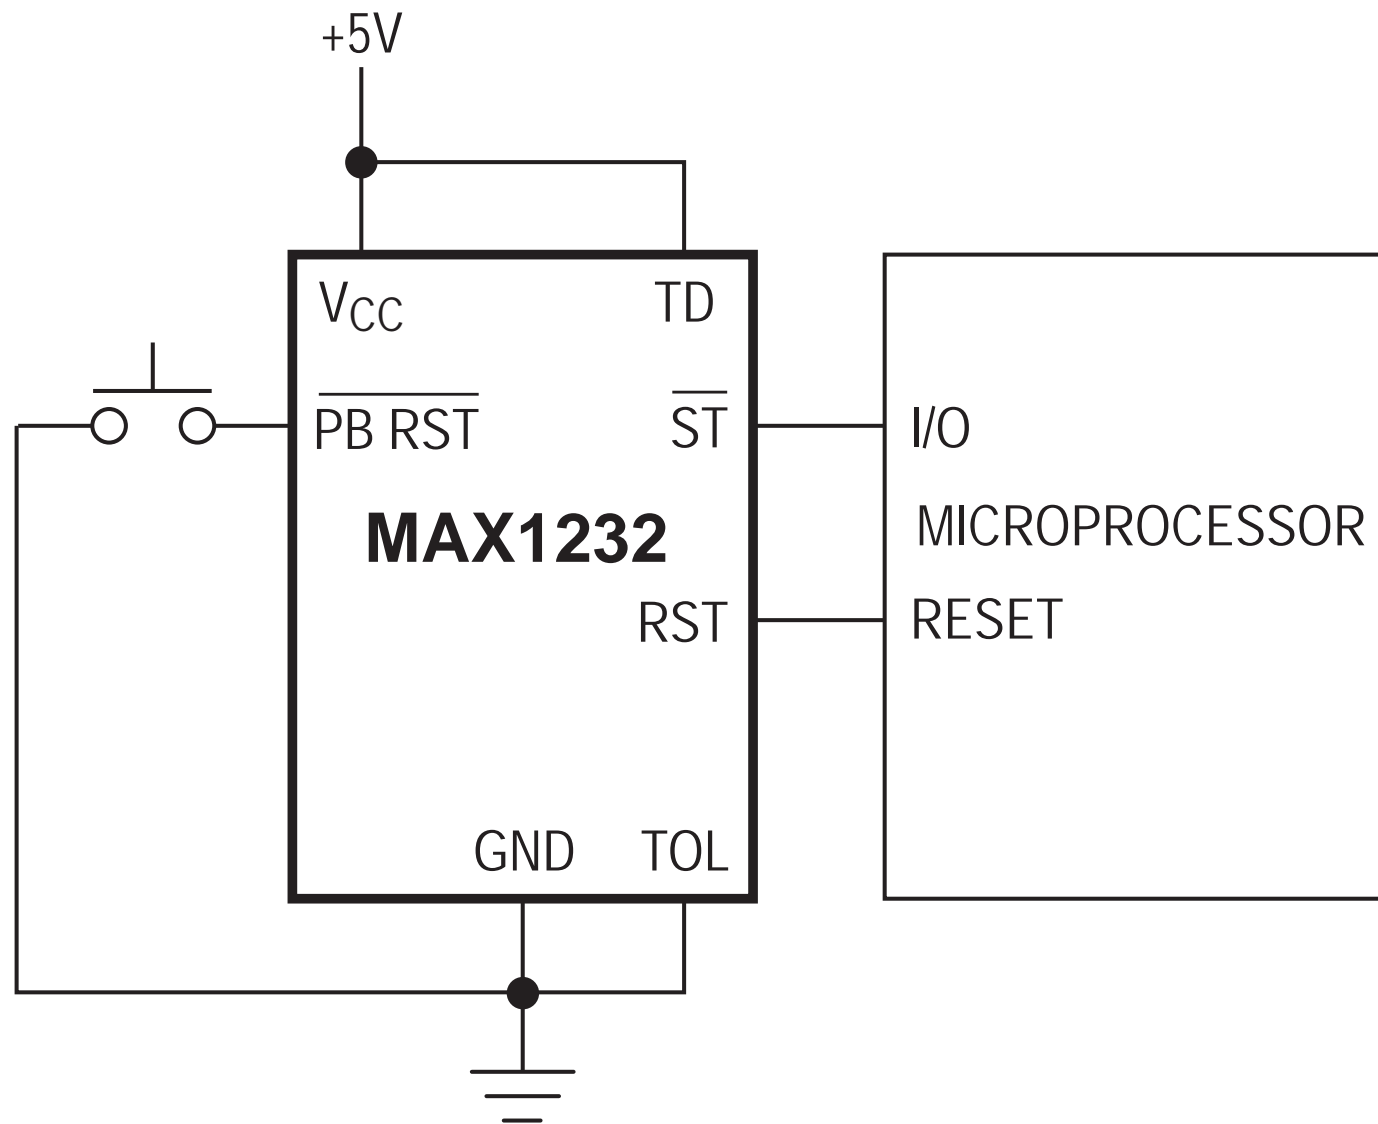 +5V
VCC TD
PB RST ST
I/O
MAX1232
MICROPROCESSOR
RST
RESET
GND TOL